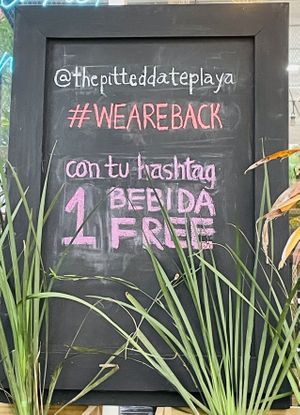 @thepitteddateplaya
#WEAREBACK
con tu hashtag
1 BEBIDA
FREE